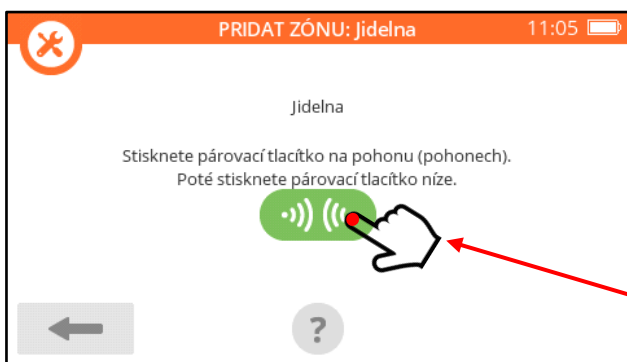 PRIDAT ZÓNU: Jidelna 11:05
Jidelna
Stisknete párovací tlacítko na pohonu (pohonech).
Poté stisknete párovací tlacítko níze.
?